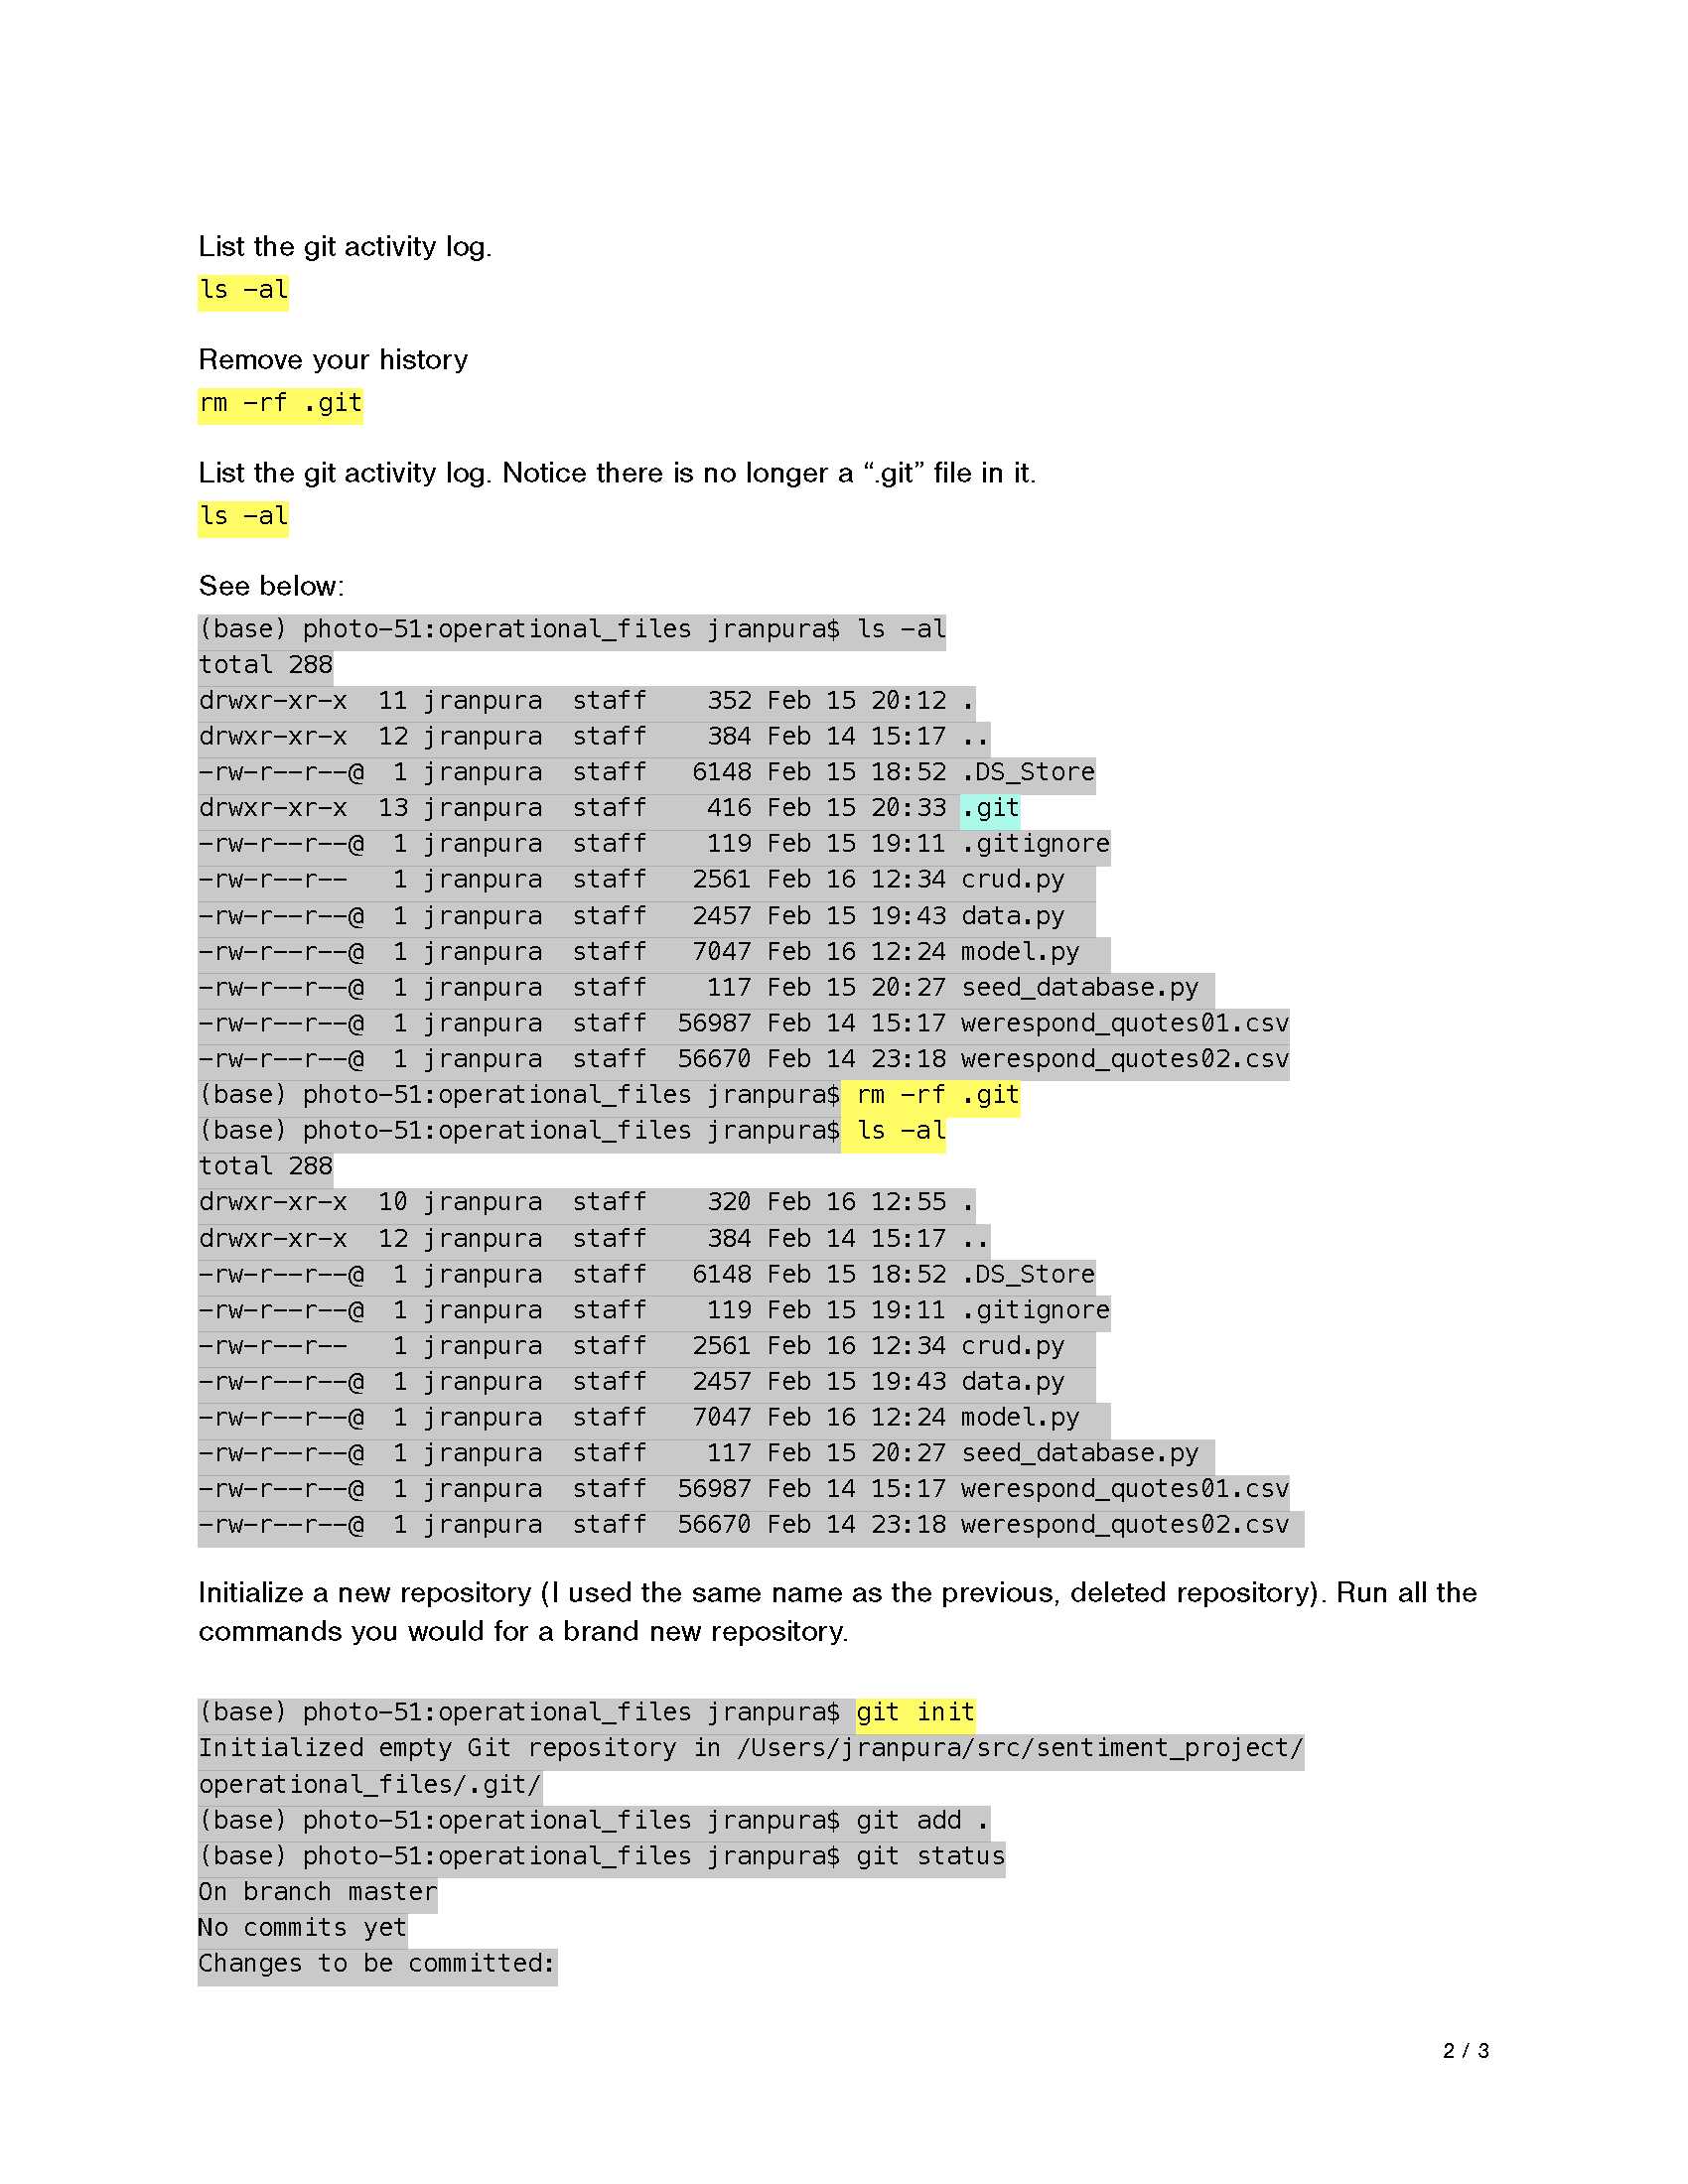 List the git activity log.
ls -al
Remove your history
rm -rf .git
List the git activity log. Notice there is no longer a “.git” file in it.
ls -al
See below:
(base) photo-51:operational_files jranpura$ ls -al
total 288
drwxr-xr-x  11 jranpura  staff    352 Feb 15 20:12 .
drwxr-xr-x  12 jranpura  staff    384 Feb 14 15:17 ..
-rw-r--r--@  1 jranpura  staff   6148 Feb 15 18:52 .DS_Store
drwxr-xr-x  13 jranpura  staff    416 Feb 15 20:33 .git
-rw-r--r--@  1 jranpura  staff    119 Feb 15 19:11 .gitignore
-rw-r--r--   1 jranpura  staff   2561 Feb 16 12:34 crud.py
-rw-r--r--@  1 jranpura  staff   2457 Feb 15 19:43 data.py
-rw-r--r--@  1 jranpura  staff   7047 Feb 16 12:24 model.py
-rw-r--r--@  1 jranpura  staff    117 Feb 15 20:27 seed_database.py
-rw-r--r--@  1 jranpura  staff  56987 Feb 14 15:17 werespond_quotes01.csv
-rw-r--r--@  1 jranpura  staff  56670 Feb 14 23:18 werespond_quotes02.csv
(base) photo-51:operational_files jranpura$ rm -rf .git
(base) photo-51:operational_files jranpura$ ls -al
total 288
drwxr-xr-x  10 jranpura  staff    320 Feb 16 12:55 .
drwxr-xr-x  12 jranpura  staff    384 Feb 14 15:17 ..
-rw-r--r--@  1 jranpura  staff   6148 Feb 15 18:52 .DS_Store
-rw-r--r--@  1 jranpura  staff    119 Feb 15 19:11 .gitignore
-rw-r--r--   1 jranpura  staff   2561 Feb 16 12:34 crud.py
-rw-r--r--@  1 jranpura  staff   2457 Feb 15 19:43 data.py
-rw-r--r--@  1 jranpura  staff   7047 Feb 16 12:24 model.py
-rw-r--r--@  1 jranpura  staff    117 Feb 15 20:27 seed_database.py
-rw-r--r--@  1 jranpura  staff  56987 Feb 14 15:17 werespond_quotes01.csv
-rw-r--r--@  1 jranpura  staff  56670 Feb 14 23:18 werespond_quotes02.csv
Initialize a new repository (I used the same name as the previous, deleted repository). Run all the
commands you would for a brand new repository.
(base) photo-51:operational_files jranpura$ git init
Initialized empty Git repository in /Users/jranpura/src/sentiment_project/
operational_files/.git/
(base) photo-51:operational_files jranpura$ git add .
(base) photo-51:operational_files jranpura$ git status
On branch master
No commits yet
Changes to be committed:
2 / 3